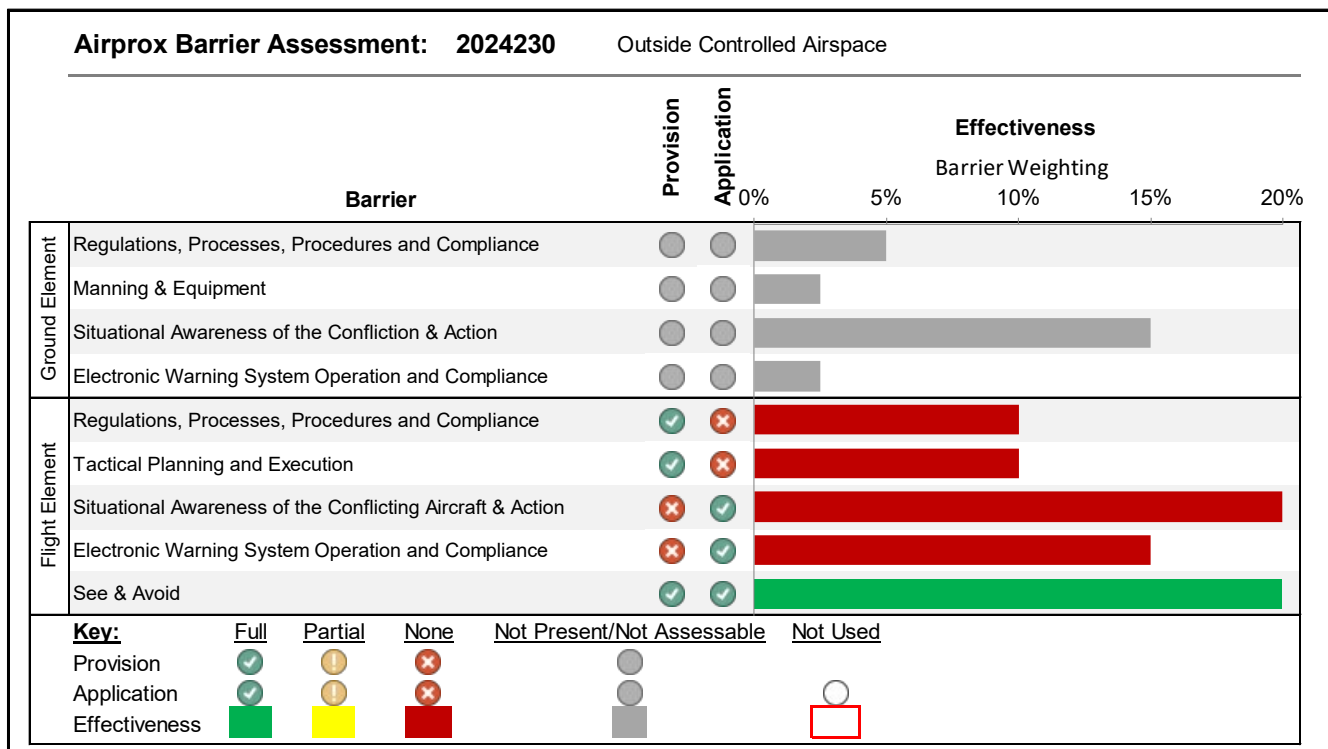 Airprox Barrier Assessment: 2024230 Outside Controlled Airspace
Barrier
Provision
Application
Effectiveness
Barrier Weighting
0% 5% 10% 15% 20%
Ground Element
Regulations, Processes, Procedures and Compliance
Manning & Equipment
Situational Awareness of the Confliction & Action
Electronic Warning System Operation and Compliance
Flight Element
Regulations, Processes, Procedures and Compliance
Tactical Planning and Execution
Situational Awareness of the Conflicting Aircraft & Action
Electronic Warning System Operation and Compliance
See & Avoid
Key: Full Partial None Not Present/Not Assessable Not Used
Provision
Application
Effectiveness